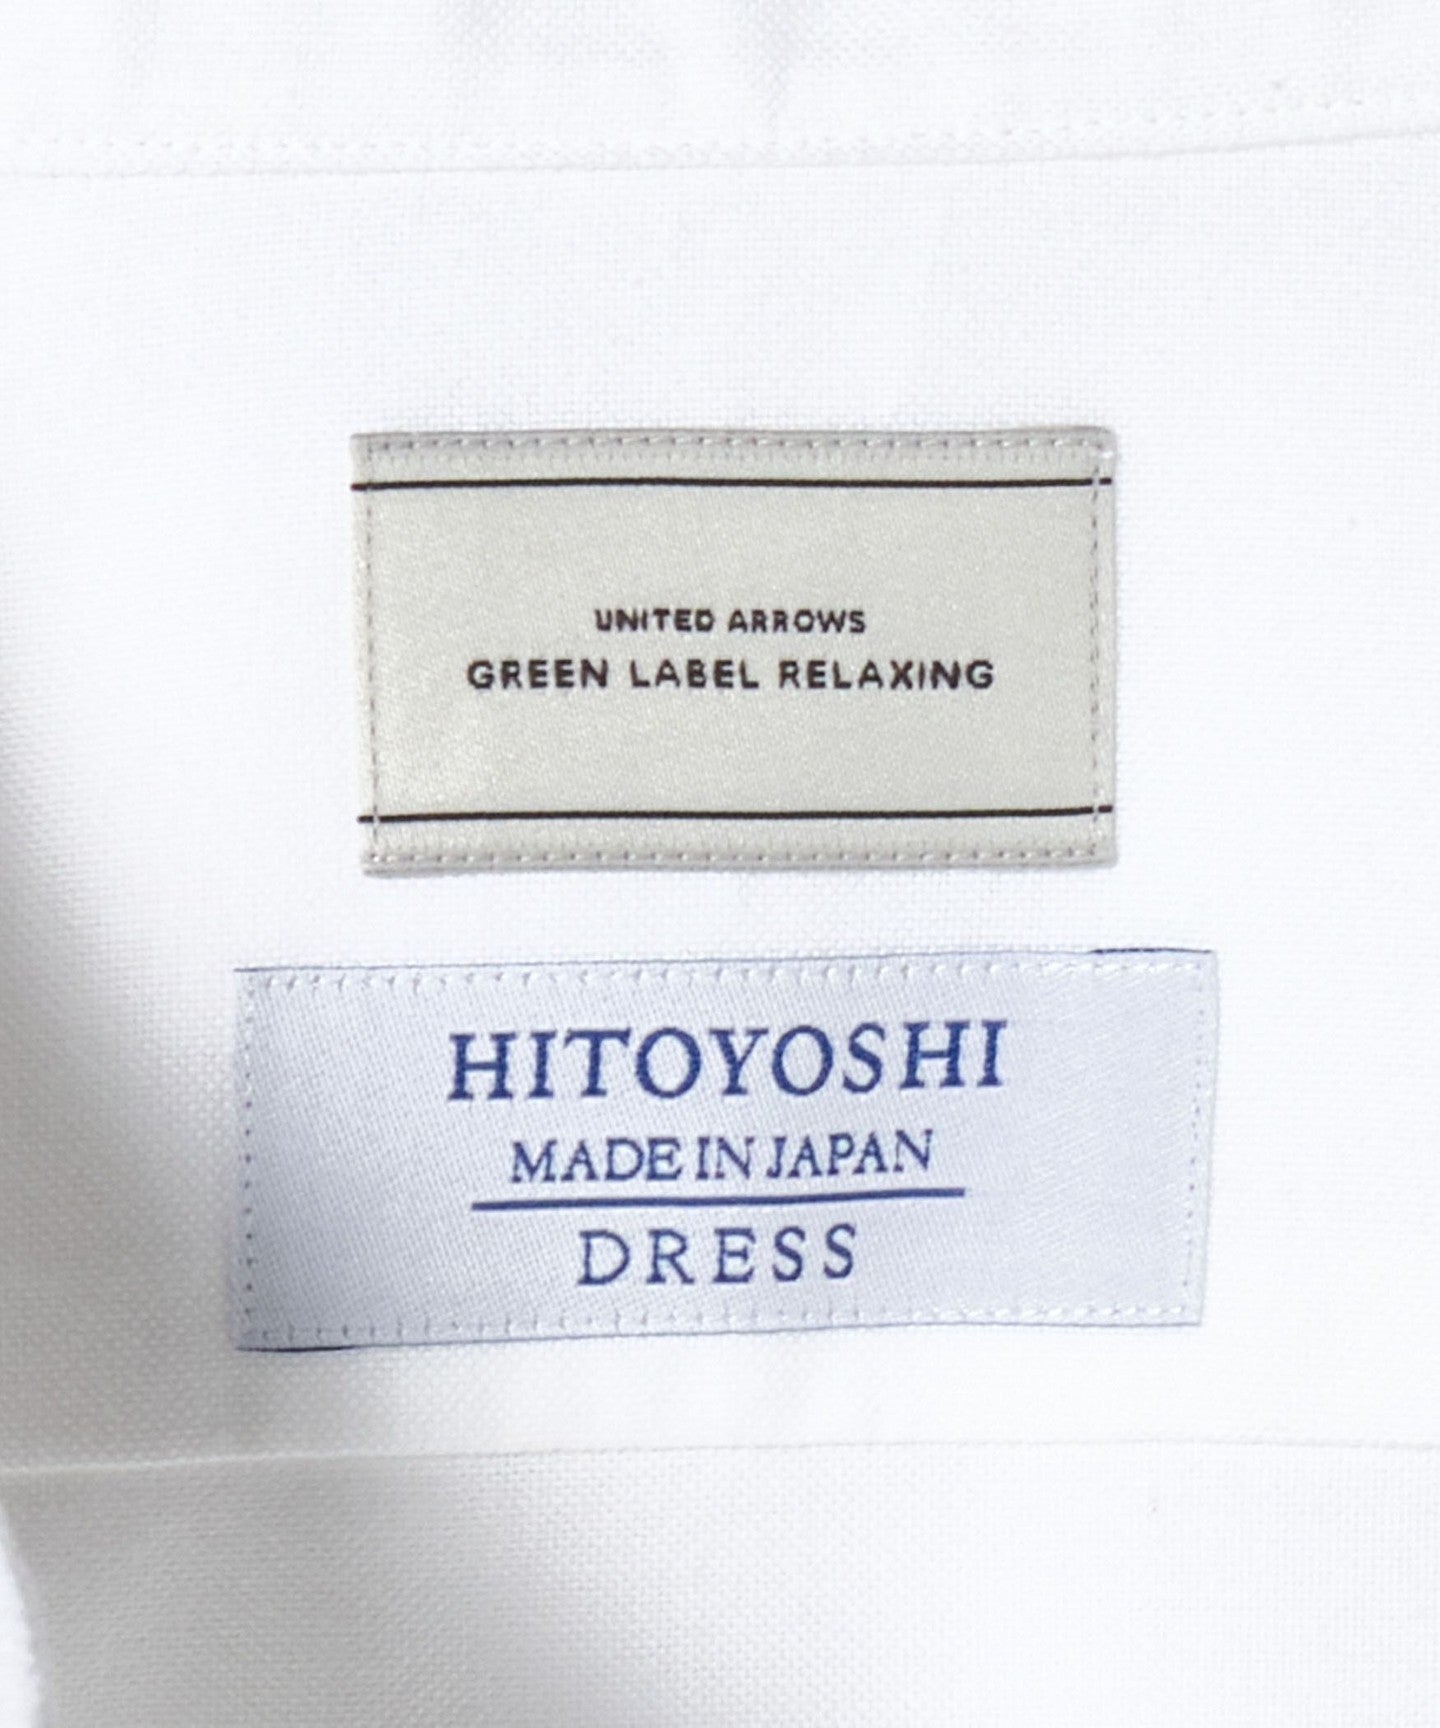 UNITED ARROWS
GREEN LABEL RELAXING
HITOYOSHI
MADE IN JAPAN
DRESS